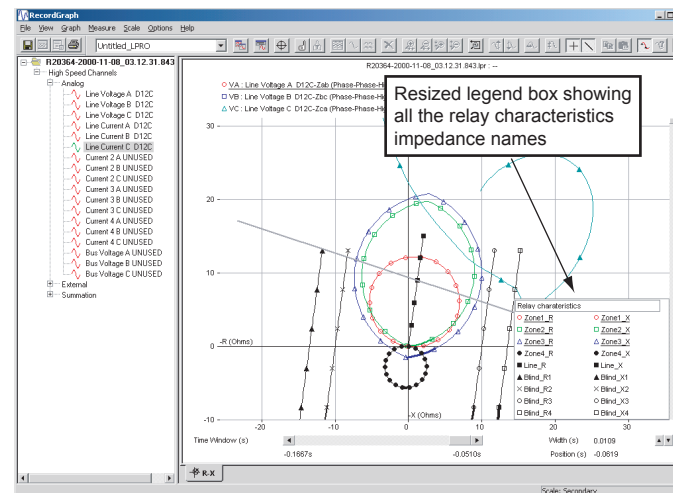 RecordGraph
File View Graph Measure Scale Options Help
Untitled_LPRO
R20364-2000-11-08_03.12.31.843
High Speed Channels
Analog
Line Voltage A D12C
Line Voltage B D12C
Line Voltage C D12C
Line Current A D12C
Line Current B D12C
Line Current C D12C
Current 2 A UNUSED
Current 2 B UNUSED
Current 2 C UNUSED
Current 3 A UNUSED
Current 3 B UNUSED
Current 3 C UNUSED
Current 4 A UNUSED
Current 4 B UNUSED
Current 4 C UNUSED
Bus Voltage A UNUSED
Bus Voltage B UNUSED
Bus Voltage C UNUSED
External
Summation
R20364-2000-11-08_03.12.31.843.lpr : --
VA : Line Voltage A D12C-Zab (Phase-Phase-Hi
VB : Line Voltage B D12C-Zbc (Phase-Phase-Hi
VC : Line Voltage C D12C-Zca (Phase-Phase-Hi
Resized legend box showing
all the relay characteristics
impedance names
30
20
10
0
-10
-R (Ohms)
-X (Ohms)
-20 -10 0 10 20 30
Relay charateristics
Zone1_R Zone1_X
Zone2_R Zone2_X
Zone3_R Zone3_X
Zone4_R Zone4_X
Line_R Line_X
Blind_R1 Blind_X1
Blind_R2 Blind_X2
Blind_R3 Blind_X3
Blind_R4 Blind_X4
Time Window (s) Width (s) 0.0109
-0.1667s -0.0510s Position (s) -0.0619
R-X
Scale: Secondary